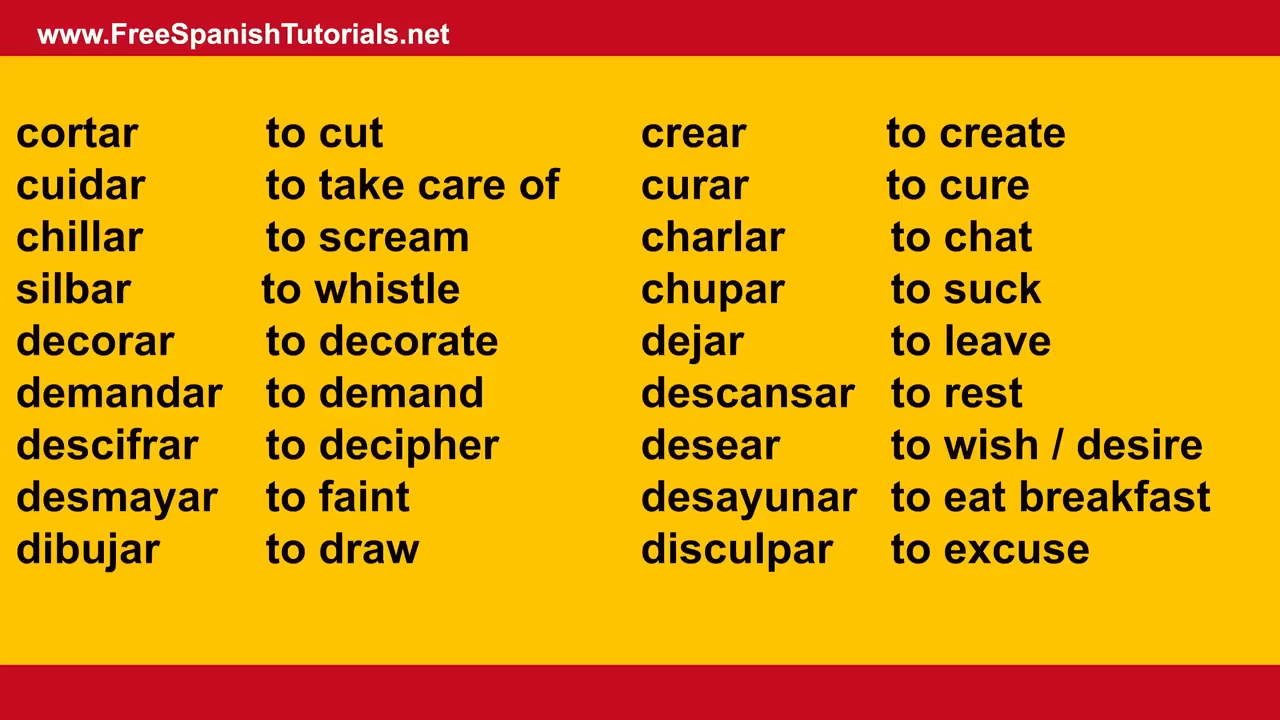 www.FreeSpanishTutorials.net
cortar to cut crear to create
cuidar to take care of curar to cure
chillar to scream charlar to chat
silbar to whistle chupar to suck
decorar to decorate dejar to leave
demandar to demand descansar to rest
descifrar to decipher desear to wish / desire
desmayar to faint desayunar to eat breakfast
dibujar to draw disculpar to excuse